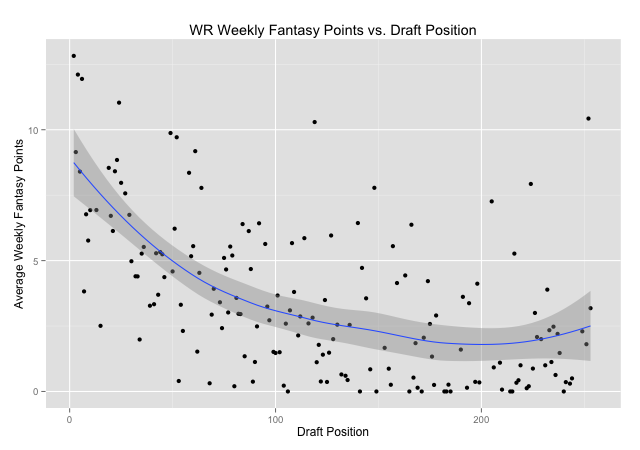 WR Weekly Fantasy Points vs. Draft Position
Average Weekly Fantasy Points
10
5
0
0 100 200
Draft Position